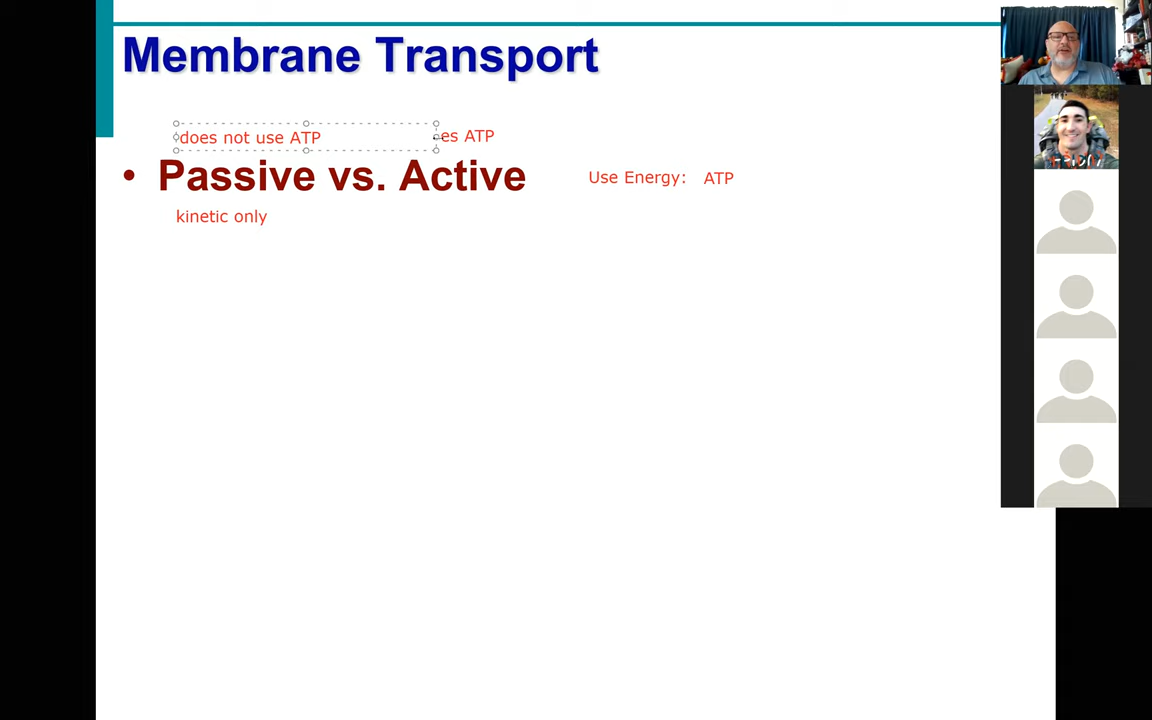 Membrane Transport
does not use ATP
es ATP
• Passive vs. Active
Use Energy: ATP
kinetic only